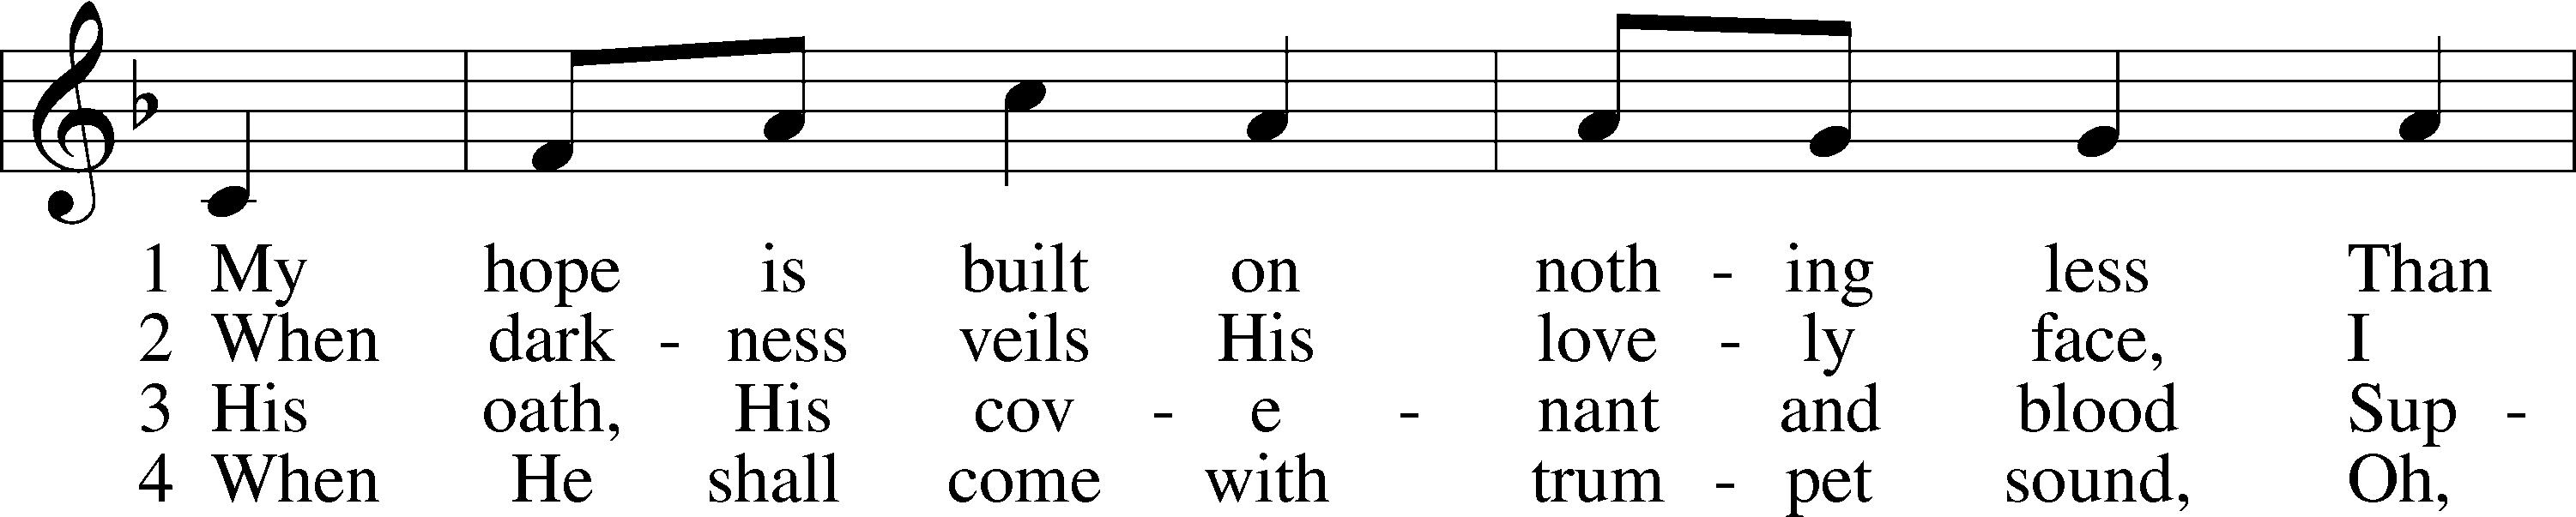 1 My hope is built on noth - ing less Than
2 When dark - ness veils His love - ly face, I
3 His oath, His cov - e - nant and blood Sup -
4 When He shall come with trum - pet sound, Oh,